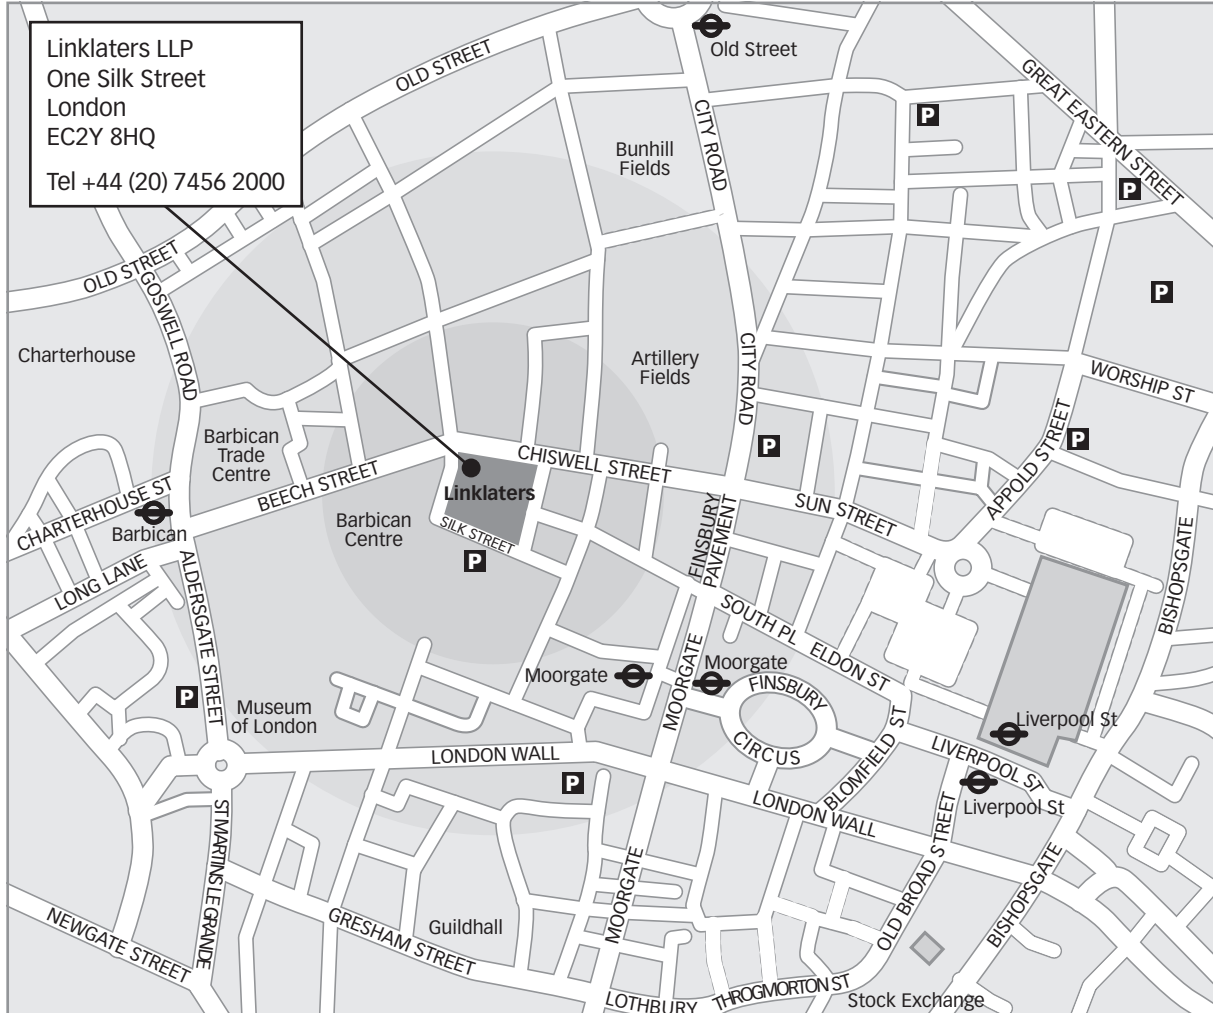 Linklaters LLP
One Silk Street
London
EC2Y 8HQ
Tel +44 (20) 7456 2000
OLD STREET
Old Street
GREAT EASTERN STREET
P
CITY ROAD
Bunhill
Fields
P
OLD STREET
GOSWELL ROAD
P
Charterhouse
Artillery
Fields
CITY ROAD
WORSHIP ST
Barbican
Trade
Centre
P
P
APPOLD STREET
CHISWELL STREET
BEECH STREET
CHARTERHOUSE ST
Linklaters
Barbican
Barbican
Centre
SILK STREET
P
FINSBURY
PAVEMENT
SUN STREET
BISHOPSGATE
LONG LANE
ALDERSGATE STREET
SOUTH PL
ELDON ST
Moorgate
Moorgate
MOORGATE
FINSBURY
CIRCUS
P
Museum
of London
BLOMFIELD ST
Liverpool St
LIVERPOOL ST
Liverpool St
LONDON WALL
P
LONDON WALL
ST MARTINS LE GRANDE
MOORGATE
OLD BROAD STREET
BISHOPSGATE
NEWGATE STREET
GRESHAM STREET
Guildhall
LOTHBURY
THROGMORTON ST
Stock Exchange